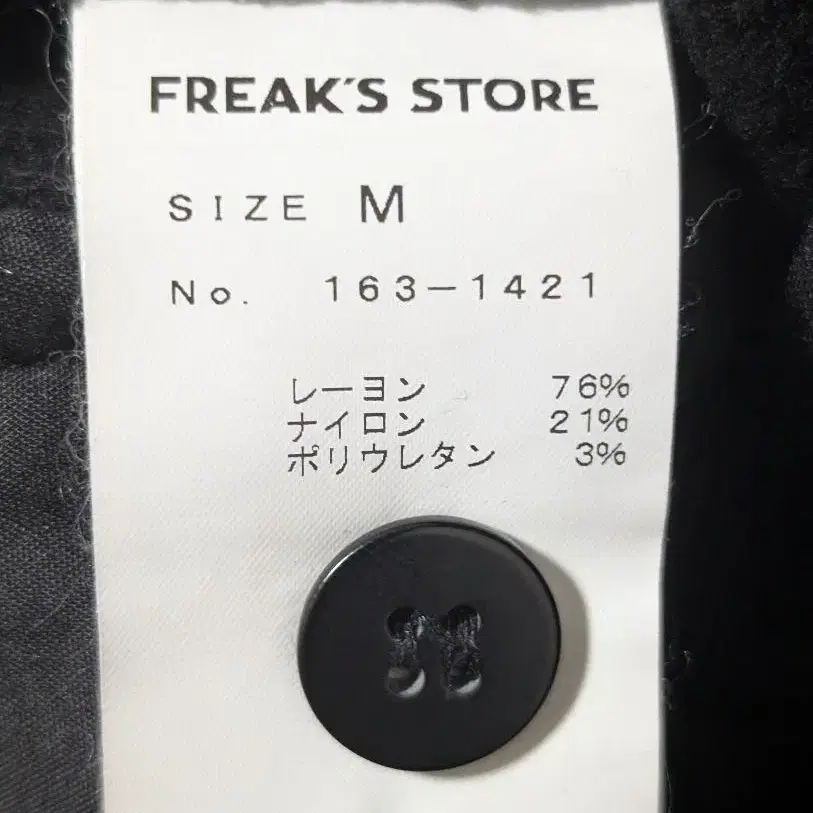 FREAK'S STORE
SIZE M
No. 163-1421
レーヨン 76%
ナイロン 21%
ポリウレタン 3%